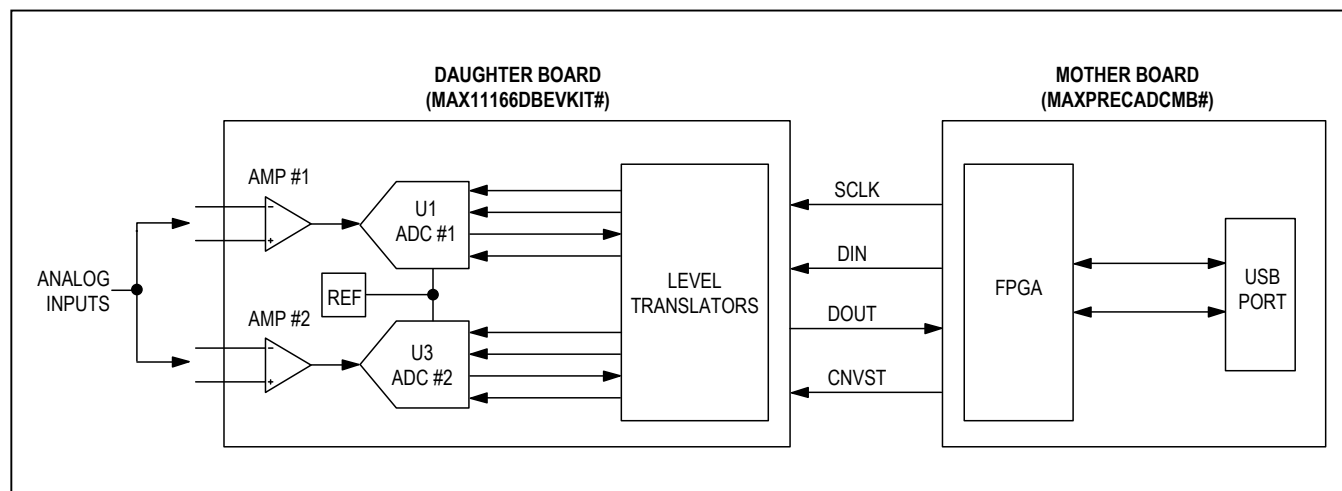 DAUGHTER BOARD
(MAX11166DBEVKIT#)
MOTHER BOARD
(MAXPRECADCMB#)
ANALOG
INPUTS
AMP #1
−
+
U1
ADC #1
REF
AMP #2
−
+
U3
ADC #2
LEVEL
TRANSLATORS
SCLK
DIN
DOUT
CNVST
FPGA
USB
PORT